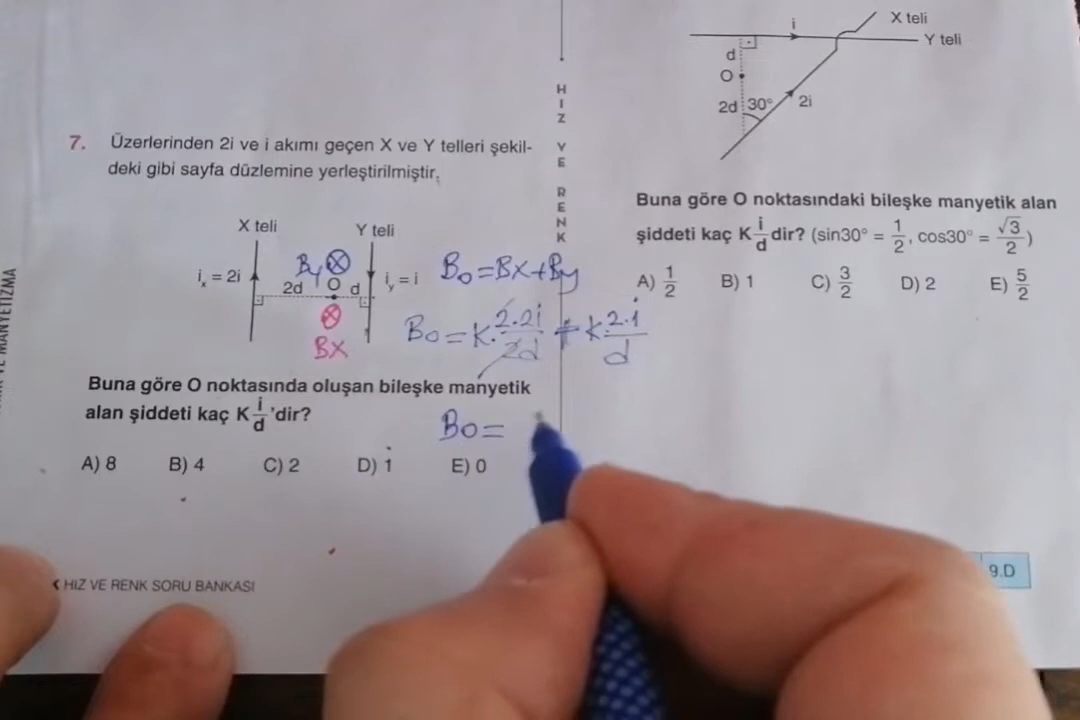 7. Üzerlerinden 2i ve i akımı geçen X ve Y telleri şekil-
deki gibi sayfa düzlemine yerleştirilmiştir.
X teli
Y teli
iₓ = 2i
By
2d
O
d
iᵧ = i
Bx
Bo = Bx + By
Bo = K. 2.2i/2d + K 2.i/d
Buna göre O noktasında oluşan bileşke manyetik
alan şiddeti kaç K i/d 'dir?
Bo =
A) 8 B) 4 C) 2 D) 1 E) 0
HIZ VE RENK SORU BANKASI
HIZ VE RENK
i
X teli
Y teli
d
O
2d 30° 2i
Buna göre O noktasındaki bileşke manyetik alan
şiddeti kaç K i/d dir? (sin30° = 1/2, cos30° = √3/2)
A) 1/2 B) 1 C) 3/2 D) 2 E) 5/2
9.D